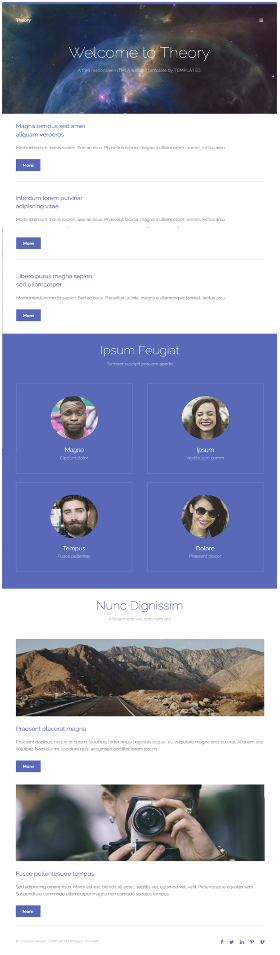 Theory
Welcome to Theory
A free responsive HTML website template by TEMPLATED
Magna tempus sed amet
aliquam veroeros
Morbi interdum mollis sapien. Sed ac risus. Phasellus lacinia, magna a ullamcorper laoreet, lectus arcu.
More
Interdum lorem pulvinar
adipiscing vitae
Morbi interdum mollis sapien. Sed ac risus. Phasellus lacinia, magna a ullamcorper laoreet, lectus arcu.
More
Libero purus magna sapien
sed ullamcorper
Morbi interdum mollis sapien. Sed ac risus. Phasellus lacinia, magna a ullamcorper laoreet, lectus arcu.
More
Ipsum Feugiat
Semper suscipit posuere apede
Magna
Cipdum dolor
Ipsum
Vestibulum comm
Tempus
Fusce pellentes
Dolore
Praesent placer
Nunc Dignissim
Aliquam erat volutpat nam dui
Praesent placerat magna
Praesent dapibus, neque id cursus faucibus, tortor neque egestas augue, eu vulputate magna eros eu erat. Aliquam erat
volutpat. Nam dui mi, tincidunt quis, accumsan porttitor lorem ipsum.
More
Fusce pellentesque tempus
Sed adipiscing ornare risus. Morbi est est, blandit sit amet, sagittis vel, euismod vel, velit. Pellentesque egestas sem.
Suspendisse commodo ullamcorper magna non comodo sodales tempus.
More
© Untitled. Design: TEMPLATED. Images: Unsplash.